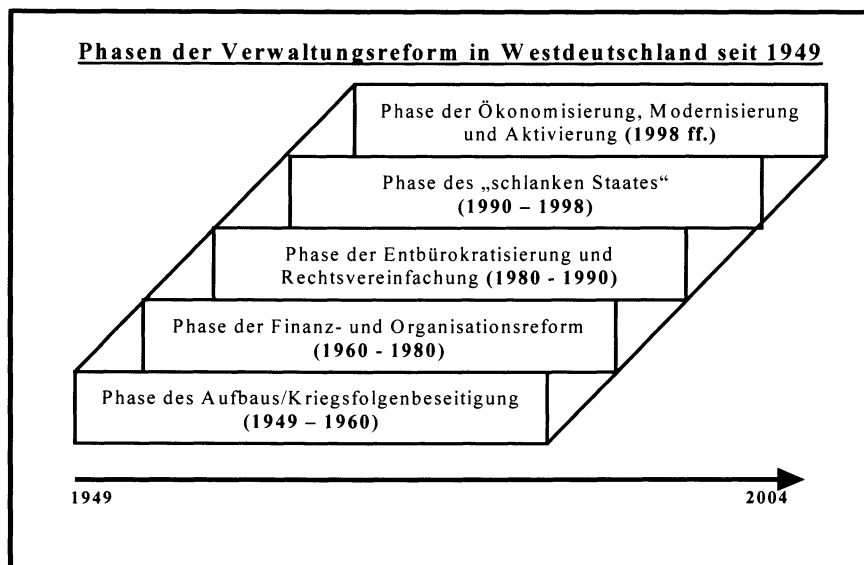 Phasen der Verwaltungsreform in Westdeutschland seit 1949
Phase der Ökonomisierung, Modernisierung
und Aktivierung (1998 ff.)
Phase des „schlanken Staates“
(1990 – 1998)
Phase der Entbürokratisierung und
Rechtsvereinfachung (1980 - 1990)
Phase der Finanz- und Organisationsreform
(1960 - 1980)
Phase des Aufbaus/Kriegsfolgenbeseitigung
(1949 – 1960)
1949 2004